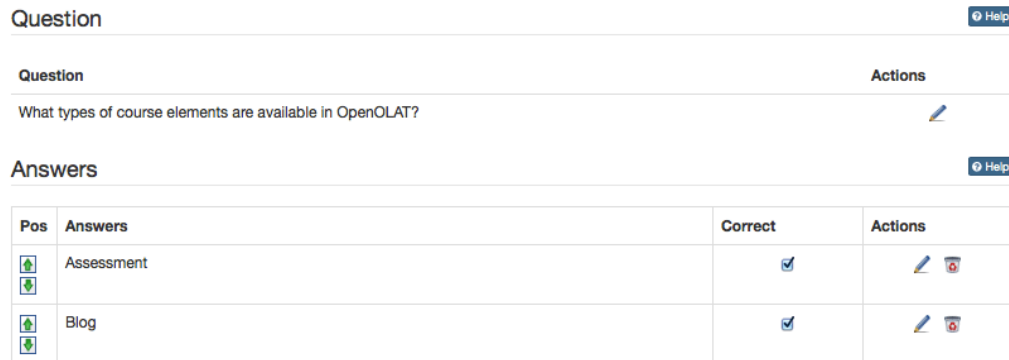 Question
Help
Question Actions
What types of course elements are available in OpenOLAT?
Answers
Help
Pos Answers Correct Actions
Assessment
Blog